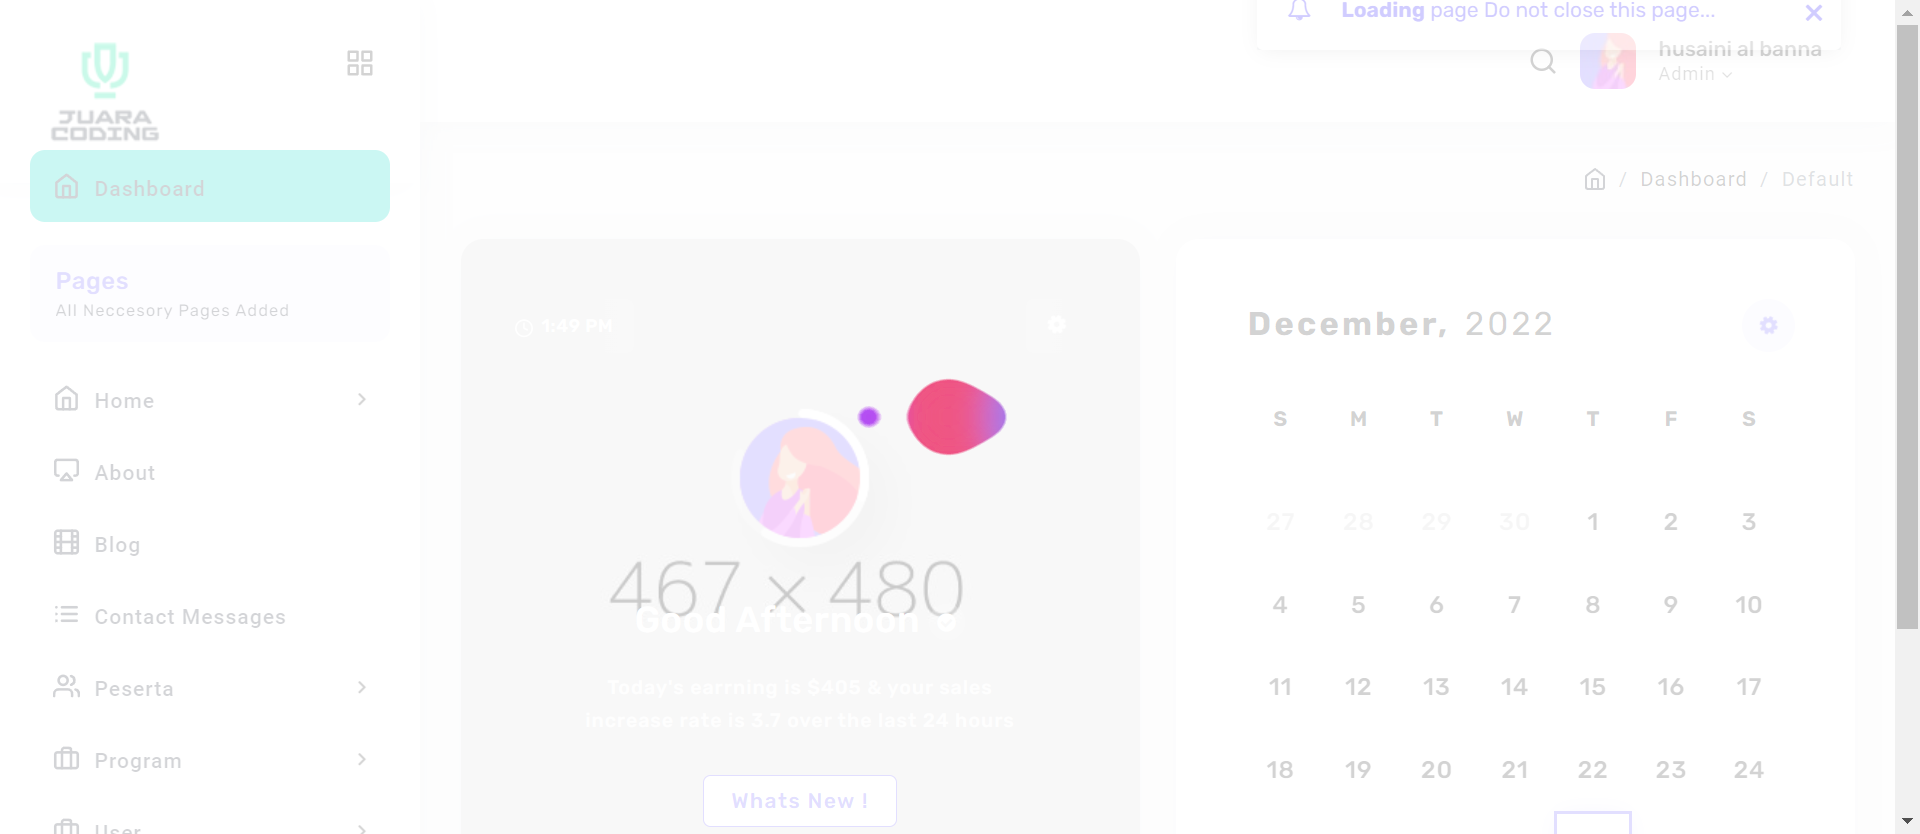 Loading page Do not close this page...
husaini al banna
Admin
JUARA
CODING
Dashboard
Pages
All Neccesory Pages Added
Home
About
Blog
Contact Messages
Peserta
Program
User
/ Dashboard / Default
1:49 PM
467 × 480
Good Afternoon
Today's earrning is $405 & your sales
increase rate is 3.7 over the last 24 hours
Whats New !
December, 2022
S M T W T F S
27 28 29 30 1 2 3
4 5 6 7 8 9 10
11 12 13 14 15 16 17
18 19 20 21 22 23 24